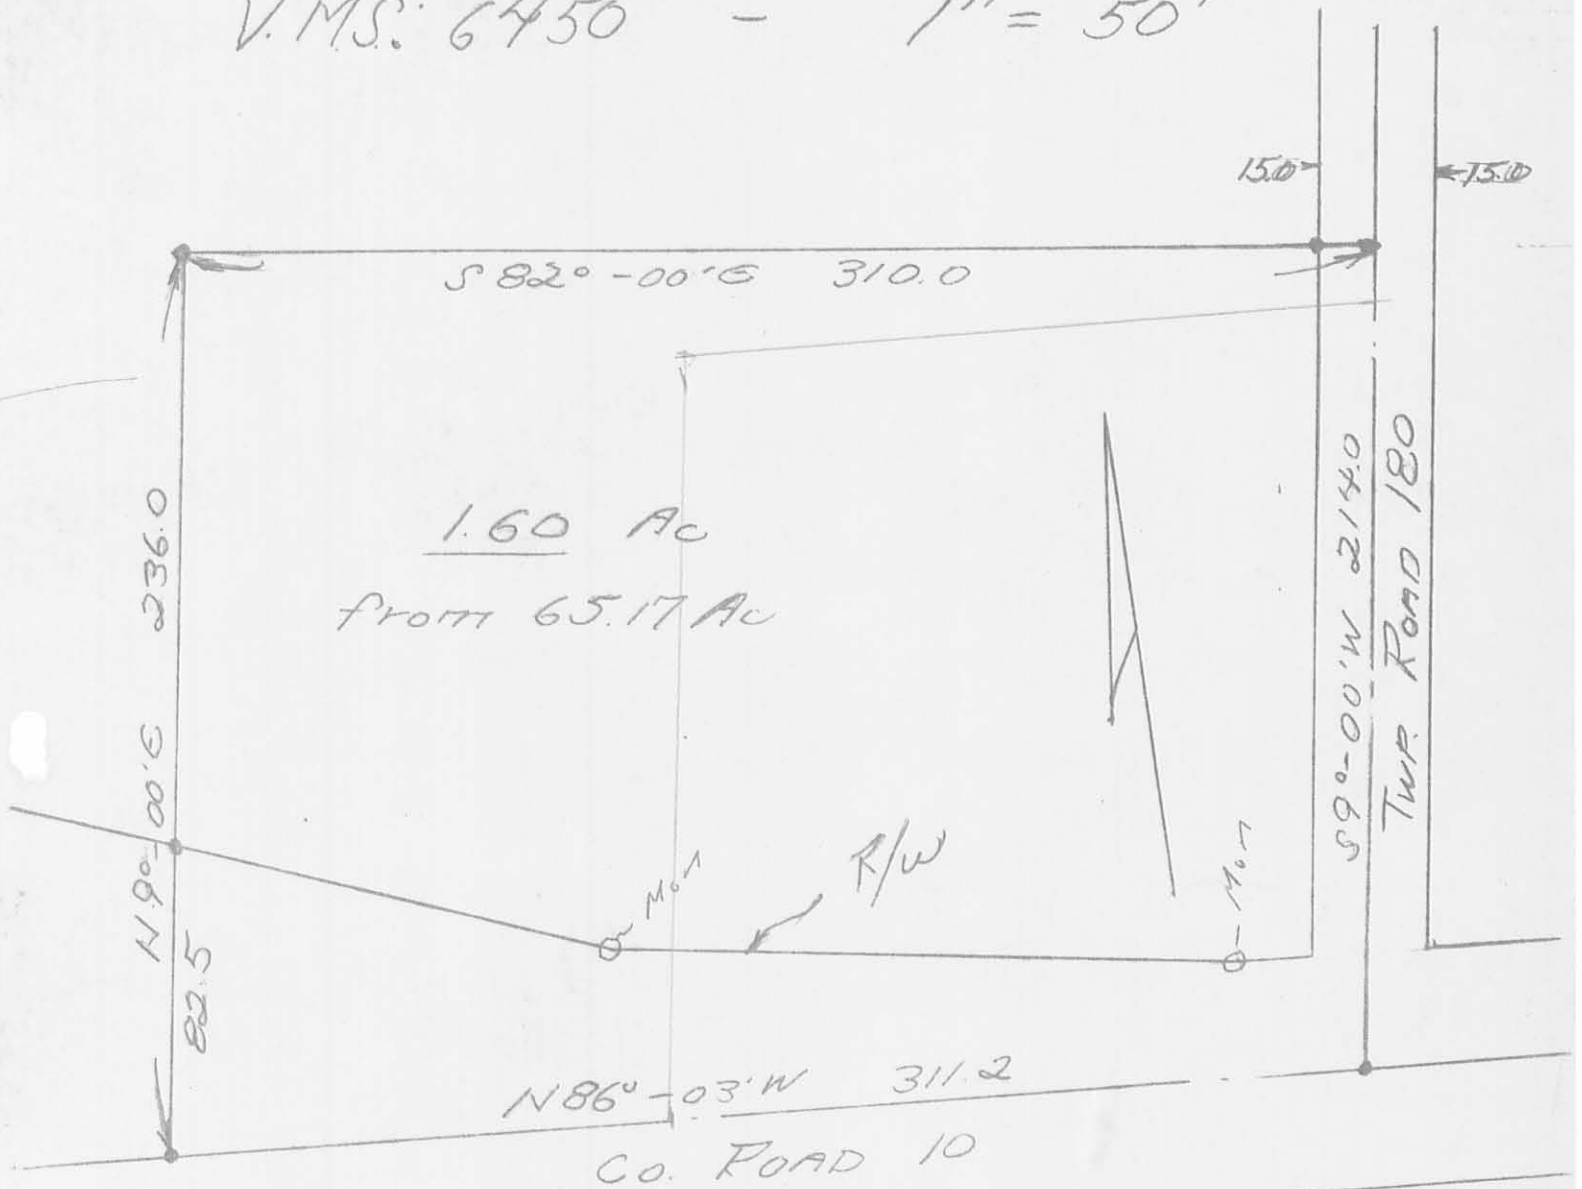 V.M.S. 6450 - 1" = 50'
15.0 15.0
S 82°-00'E 310.0
1.60 Ac
from 65.17 Ac
N 9°-00'E 236.0
82.5
S 9°-00'W 214.0
TWP. ROAD 180
R/W
Mon
Mon
N 86°-03'W 311.2
CO. ROAD 10